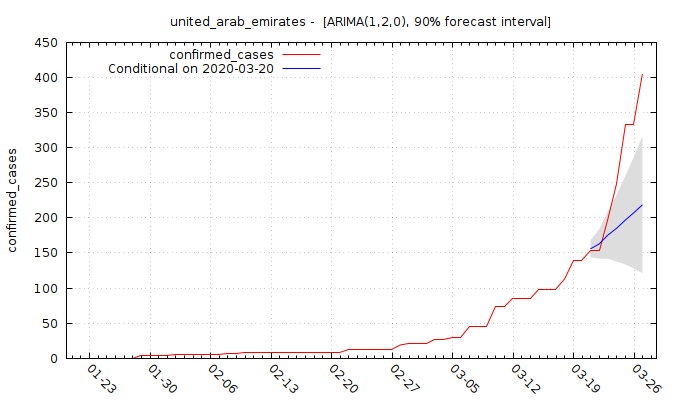 united_arab_emirates -  [ARIMA(1,2,0), 90% forecast interval]
confirmed_cases
Conditional on 2020-03-20
confirmed_cases
450
400
350
300
250
200
150
100
50
0
01-23 01-30 02-06 02-13 02-20 02-27 03-05 03-12 03-19 03-26